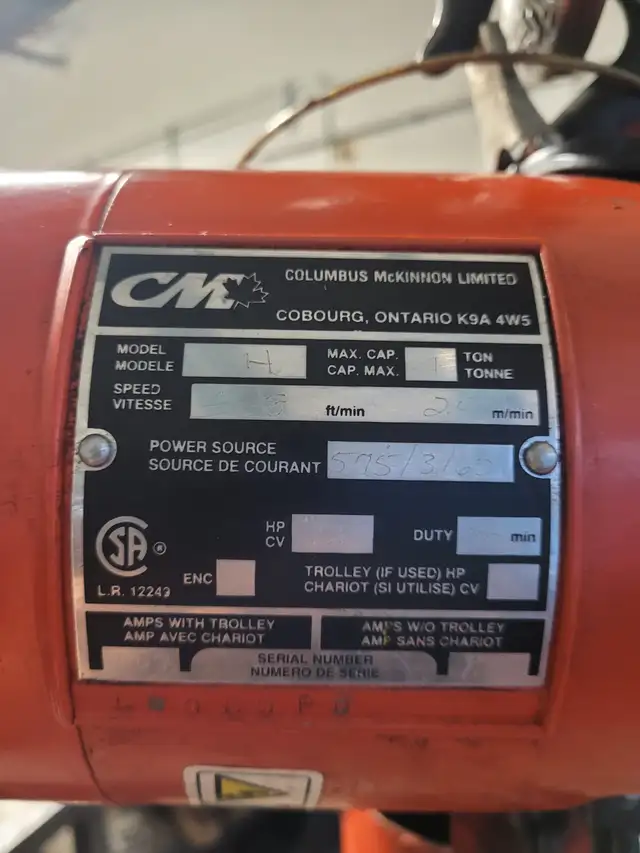 CM
COLUMBUS McKINNON LIMITED
COBOURG, ONTARIO K9A 4W5
MODEL
MODELE
H
MAX. CAP.
CAP. MAX.
1
TON
TONNE
SPEED
VITESSE
ft/min
m/min
POWER SOURCE
SOURCE DE COURANT
575/3/60
HP
CV
DUTY
min
CSA ®
L.R. 12243
ENC
TROLLEY (IF USED) HP
CHARIOT (SI UTILISE) CV
AMPS WITH TROLLEY
AMP AVEC CHARIOT
AMPS W/O TROLLEY
AMP SANS CHARIOT
SERIAL NUMBER
NUMERO DE SERIE